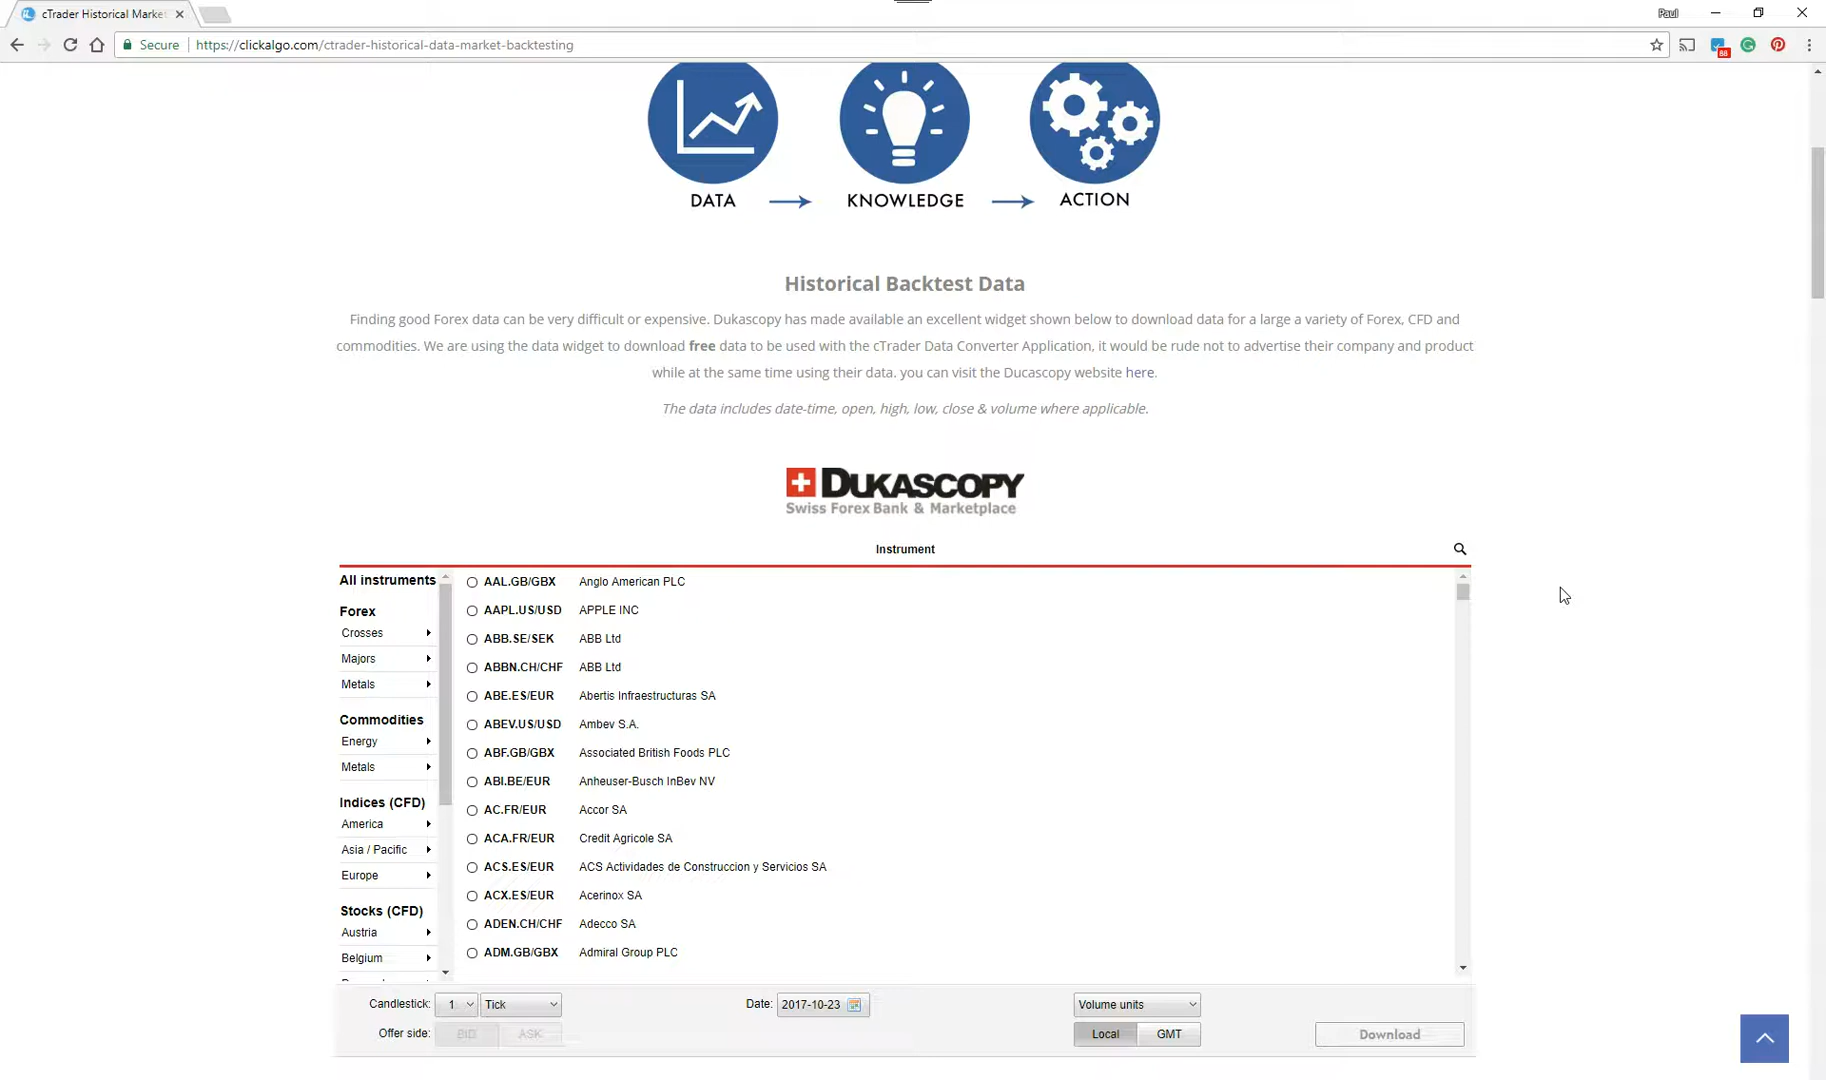 cTrader Historical Market
Paul
Secure
https://clickalgo.com/ctrader-historical-data-market-backtesting
88
DATA
KNOWLEDGE
ACTION
Historical Backtest Data
Finding good Forex data can be very difficult or expensive. Dukascopy has made available an excellent widget shown below to download data for a large a variety of Forex, CFD and
commodities. We are using the data widget to download free data to be used with the cTrader Data Converter Application, it would be rude not to advertise their company and product
while at the same time using their data. you can visit the Ducascopy website here.
The data includes date-time, open, high, low, close & volume where applicable.
DUKASCOPY
Swiss Forex Bank & Marketplace
Instrument
All instruments
Forex
Crosses
Majors
Metals
Commodities
Energy
Metals
Indices (CFD)
America
Asia / Pacific
Europe
Stocks (CFD)
Austria
Belgium
AAL.GB/GBX Anglo American PLC
AAPL.US/USD APPLE INC
ABB.SE/SEK ABB Ltd
ABBN.CH/CHF ABB Ltd
ABE.ES/EUR Abertis Infraestructuras SA
ABEV.US/USD Ambev S.A.
ABF.GB/GBX Associated British Foods PLC
ABI.BE/EUR Anheuser-Busch InBev NV
AC.FR/EUR Accor SA
ACA.FR/EUR Credit Agricole SA
ACS.ES/EUR ACS Actividades de Construccion y Servicios SA
ACX.ES/EUR Acerinox SA
ADEN.CH/CHF Adecco SA
ADM.GB/GBX Admiral Group PLC
Candlestick: 1 Tick
Date: 2017-10-23
Volume units
Offer side: BID ASK
Local GMT
Download